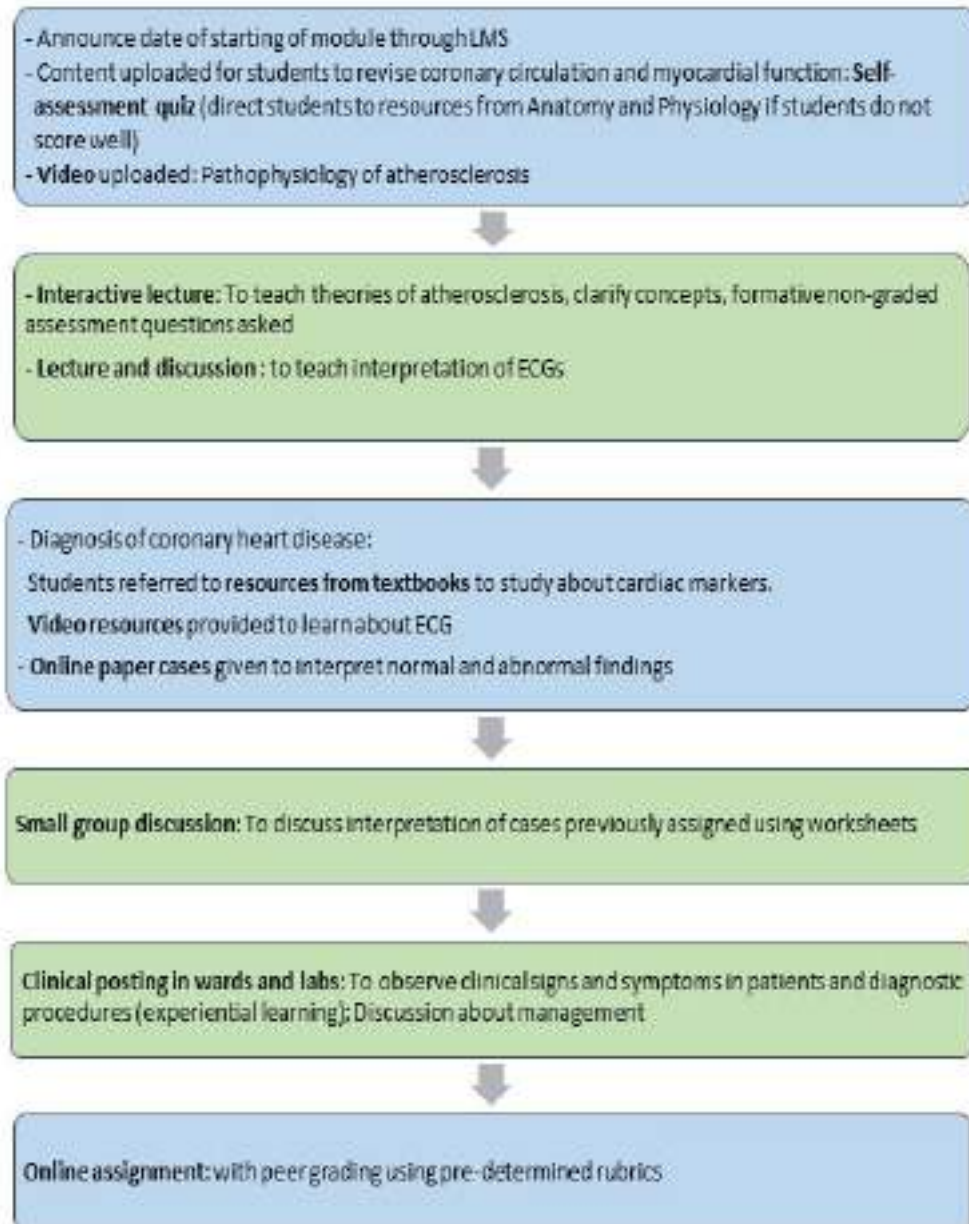 - Announce date of starting of module through LMS
- Content uploaded for students to revise coronary circulation and myocardial function: Self-
assessment quiz (direct students to resources from Anatomy and Physiology if students do not
score well)
- Video uploaded: Pathophysiology of atherosclerosis
- Interactive lecture: To teach theories of atherosclerosis, clarify concepts, formative non-graded
assessment questions asked
- Lecture and discussion : to teach interpretation of ECGs
- Diagnosis of coronary heart disease:
Students referred to resources from textbooks to study about cardiac markers.
Video resources provided to learn about ECG
- Online paper cases given to interpret normal and abnormal findings
Small group discussion: To discuss interpretation of cases previously assigned using worksheets
Clinical posting in wards and labs: To observe clinical signs and symptoms in patients and diagnostic
procedures (experiential learning); Discussion about management
Online assignment: with peer grading using pre-determined rubrics